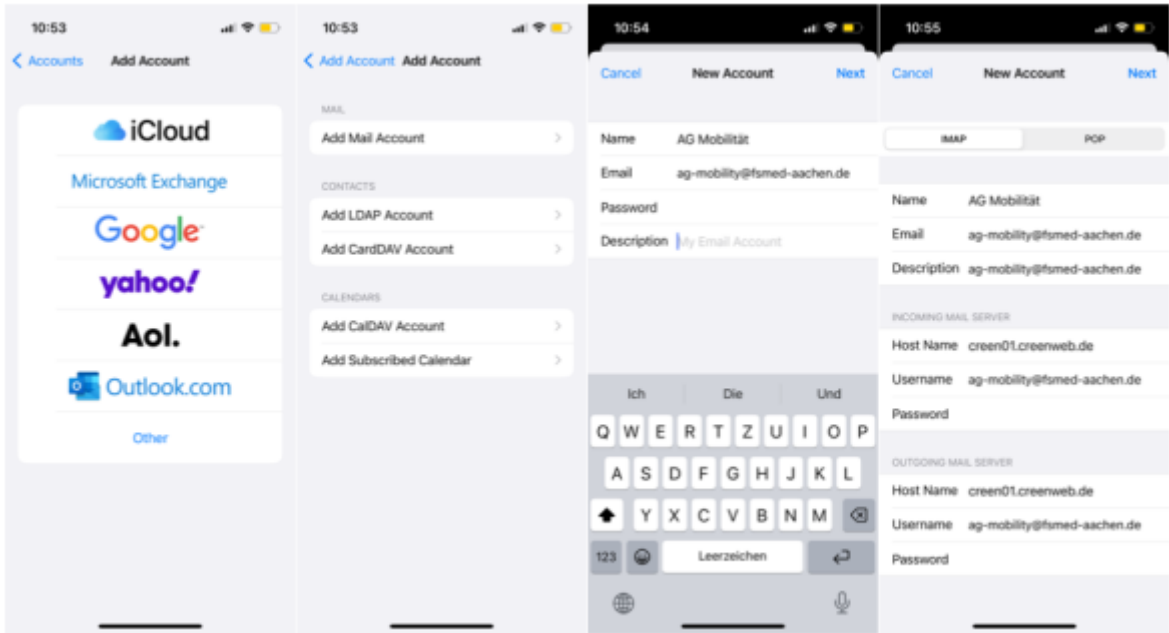 10:53
Accounts Add Account
iCloud
Microsoft Exchange
Google
yahoo!
Aol.
Outlook.com
Other
10:53
Add Account Add Account
MAIL
Add Mail Account
CONTACTS
Add LDAP Account
Add CardDAV Account
CALENDARS
Add CalDAV Account
Add Subscribed Calendar
10:54
Cancel New Account Next
Name AG Mobilität
Email ag-mobility@fsmed-aachen.de
Password
Description My Email Account
Ich Die Und
Q W E R T Z U I O P
A S D F G H J K L
Y X C V B N M
123 Leerzeichen
10:55
Cancel New Account Next
IMAP POP
Name AG Mobilität
Email ag-mobility@fsmed-aachen.de
Description ag-mobility@fsmed-aachen.de
INCOMING MAIL SERVER
Host Name creen01.creenweb.de
Username ag-mobility@fsmed-aachen.de
Password
OUTGOING MAIL SERVER
Host Name creen01.creenweb.de
Username ag-mobility@fsmed-aachen.de
Password